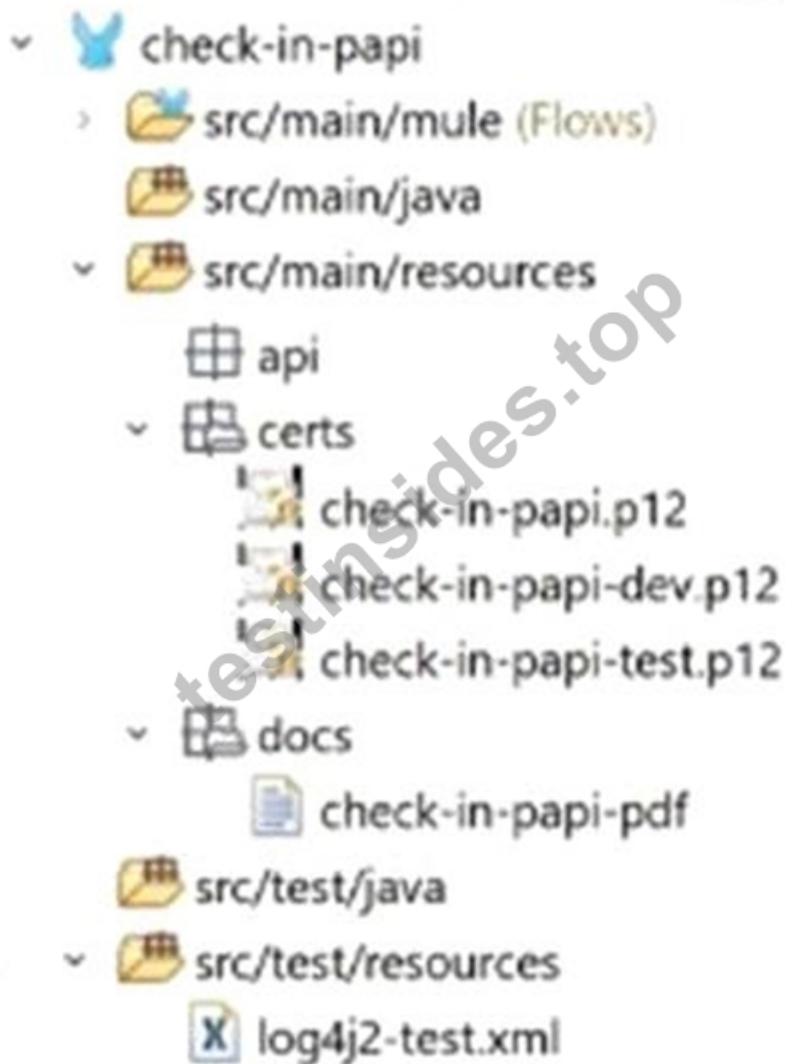 check-in-papi
src/main/mule (Flows)
src/main/java
src/main/resources
api
certs
check-in-papi.p12
check-in-papi-dev.p12
check-in-papi-test.p12
docs
check-in-papi-pdf
src/test/java
src/test/resources
log4j2-test.xml
testinsides.top